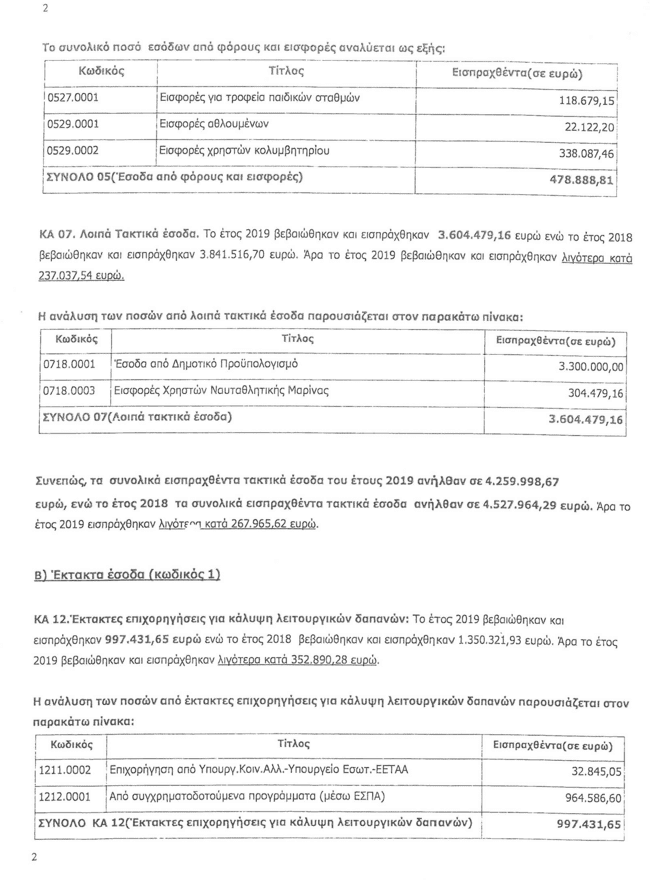 2
Το συνολικό ποσό εσόδων από φόρους και εισφορές αναλύεται ως εξής:
Κωδικός Τίτλος Εισπραχθέντα(σε ευρώ)
0527.0001 Εισφορές για τροφεία παιδικών σταθμών 118.679,15
0529.0001 Εισφορές αθλουμένων 22.122,20
0529.0002 Εισφορές χρηστών κολυμβητηρίου 338.087,46
ΣΥΝΟΛΟ 05(Έσοδα από φόρους και εισφορές) 478.888,81
ΚΑ 07. Λοιπά Τακτικά έσοδα. Το έτος 2019 βεβαιώθηκαν και εισπράχθηκαν 3.604.479,16 ευρώ ενώ το έτος 2018
βεβαιώθηκαν και εισπράχθηκαν 3.841.516,70 ευρώ. Άρα το έτος 2019 βεβαιώθηκαν και εισπράχθηκαν λιγότερα κατά
237.037,54 ευρώ.
Η ανάλυση των ποσών από λοιπά τακτικά έσοδα παρουσιάζεται στον παρακάτω πίνακα:
Κωδικός Τίτλος Εισπραχθέντα(σε ευρώ)
0718.0001 Έσοδα από Δημοτικό Προϋπολογισμό 3.300.000,00
0718.0003 Εισφορές Χρηστών Ναυταθλητικής Μαρίνας 304.479,16
ΣΥΝΟΛΟ 07(Λοιπά τακτικά έσοδα) 3.604.479,16
Συνεπώς, τα συνολικά εισπραχθέντα τακτικά έσοδα του έτους 2019 ανήλθαν σε 4.259.998,67
ευρώ, ενώ το έτος 2018 τα συνολικά εισπραχθέντα τακτικά έσοδα ανήλθαν σε 4.527.964,29 ευρώ. Άρα το
έτος 2019 εισπράχθηκαν κατά 267.965,62 ευρώ.
Β) Έκτακτα έσοδα (κωδικός 1)
ΚΑ 12.Έκτακτες επιχορηγήσεις για κάλυψη λειτουργικών δαπανών: Το έτος 2019 βεβαιώθηκαν και
εισπράχθηκαν 997.431,65 ευρώ ενώ το έτος 2018 βεβαιώθηκαν και εισπράχθηκαν 1.350.321,93 ευρώ. Άρα το έτος
2019 βεβαιώθηκαν και εισπράχθηκαν λιγότερα κατά 352.890,28 ευρώ.
Η ανάλυση των ποσών από έκτακτες επιχορηγήσεις για κάλυψη λειτουργικών δαπανών παρουσιάζεται στον
παρακάτω πίνακα:
Κωδικός Τίτλος Εισπραχθέντα(σε ευρώ)
1211.0002 Επιχορήγηση από Υπουργ.Κοιν.Αλλ.-Υπουργείο Εσωτ.-ΕΕΤΑΑ 32.845,05
1212.0001 Από συγχρηματοδοτούμενα προγράμματα (μέσω ΕΣΠΑ) 964.586,60
ΣΥΝΟΛΟ ΚΑ 12(Έκτακτες επιχορηγήσεις για κάλυψη λειτουργικών δαπανών) 997.431,65
2